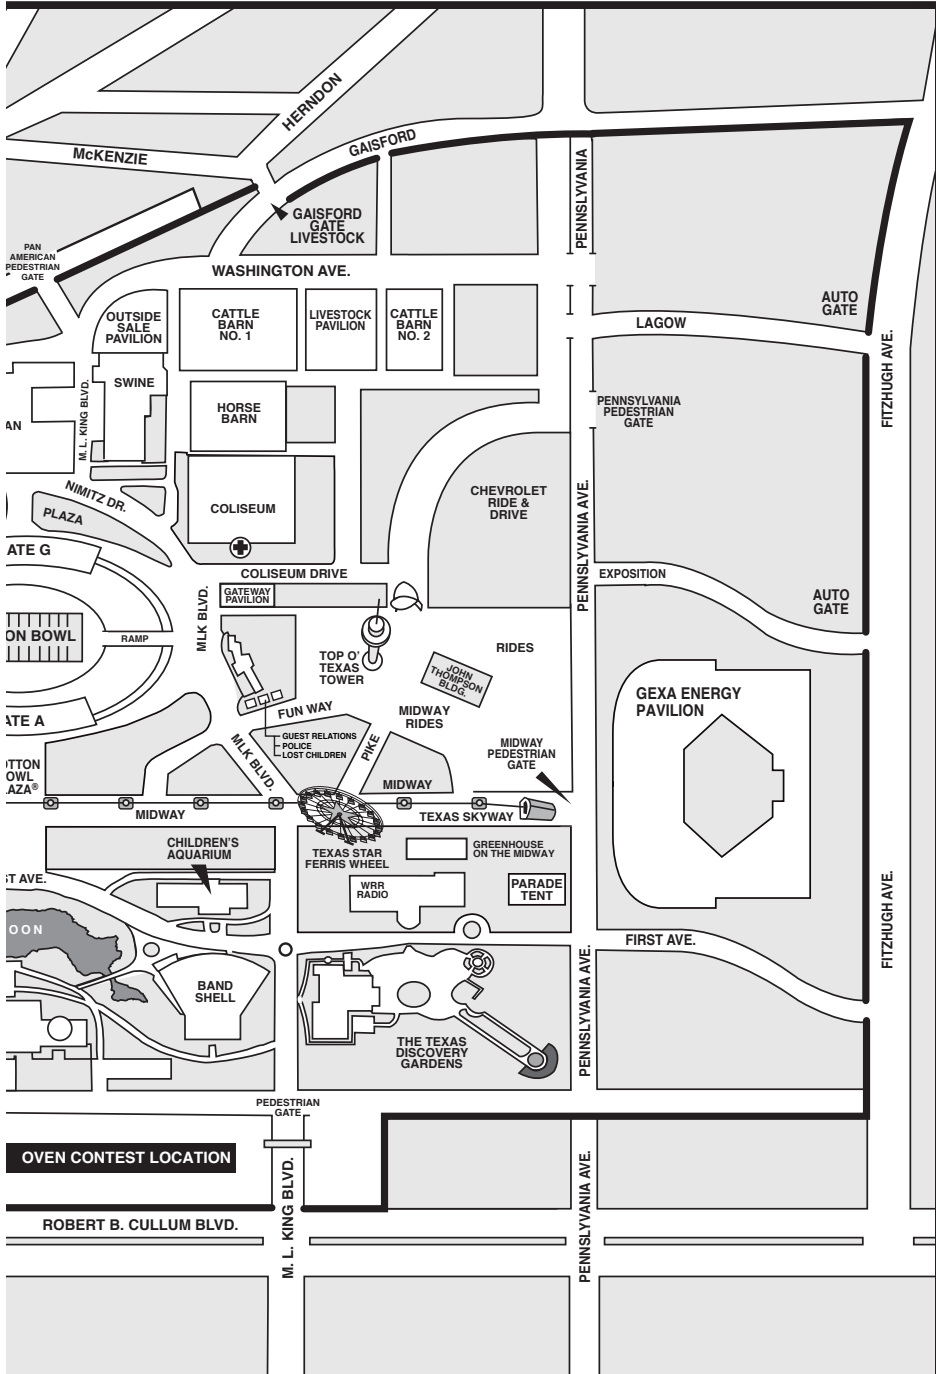 HERNDON
McKENZIE
GAISFORD
PENNSYLVANIA
GAISFORD
GATE
LIVESTOCK
PAN
AMERICAN
PEDESTRIAN
GATE
WASHINGTON AVE.
AUTO
GATE
OUTSIDE
SALE
PAVILION
CATTLE
BARN
NO. 1
LIVESTOCK
PAVILION
CATTLE
BARN
NO. 2
LAGOW
FITZHUGH AVE.
SWINE
M. L. KING BLVD.
HORSE
BARN
PENNSYLVANIA
PEDESTRIAN
GATE
AN
NIMITZ DR.
PLAZA
COLISEUM
CHEVROLET
RIDE &
DRIVE
PENNSYLVANIA AVE.
ATE G
COLISEUM DRIVE
EXPOSITION
GATEWAY
PAVILION
MLK BLVD.
AUTO
GATE
ON BOWL
RAMP
TOP O'
TEXAS
TOWER
RIDES
JOHN
THOMPSON
BLDG.
GEXA ENERGY
PAVILION
ATE A
FUN WAY
MIDWAY
RIDES
GUEST RELATIONS
POLICE
LOST CHILDREN
PIKE
MLK BLVD.
MIDWAY
PEDESTRIAN
GATE
OTTON
OWL
AZA®
MIDWAY
MIDWAY
TEXAS SKYWAY
CHILDREN'S
AQUARIUM
TEXAS STAR
FERRIS WHEEL
GREENHOUSE
ON THE MIDWAY
ST AVE.
WRR
RADIO
PARADE
TENT
FITZHUGH AVE.
OON
FIRST AVE.
BAND
SHELL
PENNSLYVANIA AVE.
THE TEXAS
DISCOVERY
GARDENS
PEDESTRIAN
GATE
OVEN CONTEST LOCATION
M. L. KING BLVD.
PENNSLYVANIA AVE.
ROBERT B. CULLUM BLVD.